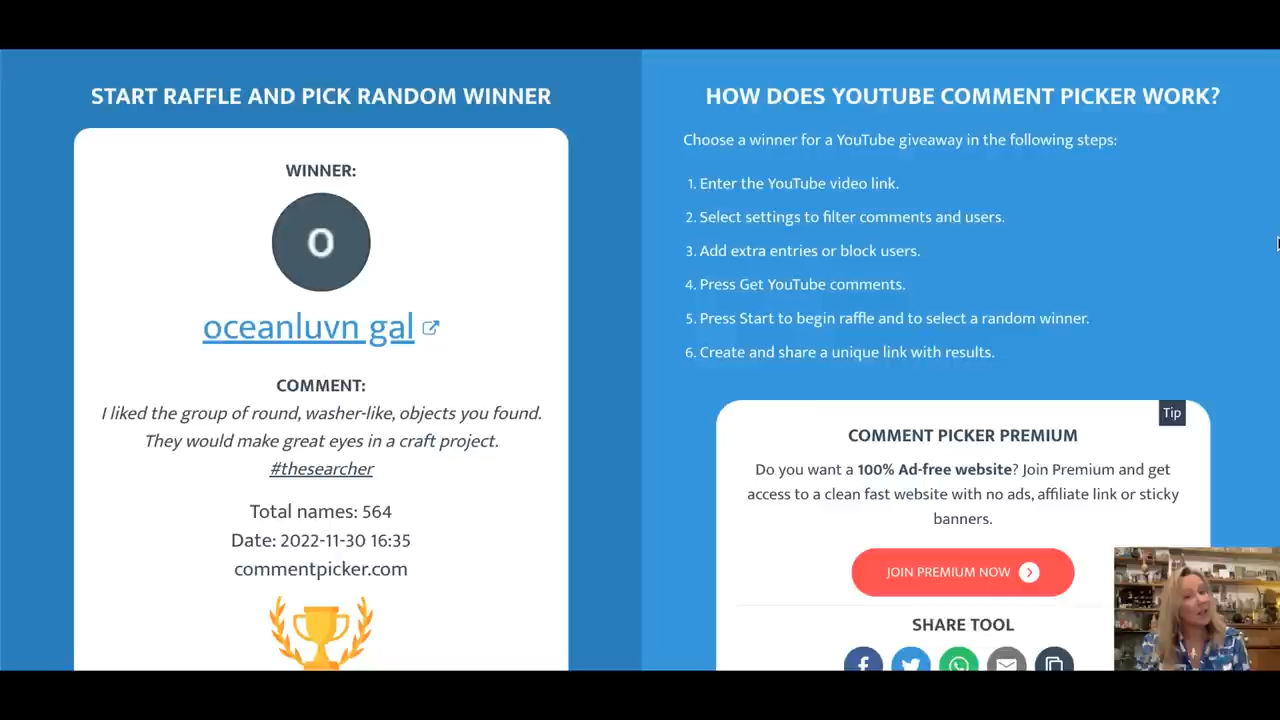 START RAFFLE AND PICK RANDOM WINNER
WINNER:
O
oceanluvn gal
COMMENT:
I liked the group of round, washer-like, objects you found.
They would make great eyes in a craft project.
#thesearcher
Total names: 564
Date: 2022-11-30 16:35
commentpicker.com
HOW DOES YOUTUBE COMMENT PICKER WORK?
Choose a winner for a YouTube giveaway in the following steps:
1. Enter the YouTube video link.
2. Select settings to filter comments and users.
3. Add extra entries or block users.
4. Press Get YouTube comments.
5. Press Start to begin raffle and to select a random winner.
6. Create and share a unique link with results.
Tip
COMMENT PICKER PREMIUM
Do you want a 100% Ad-free website? Join Premium and get
access to a clean fast website with no ads, affiliate link or sticky
banners.
JOIN PREMIUM NOW
SHARE TOOL